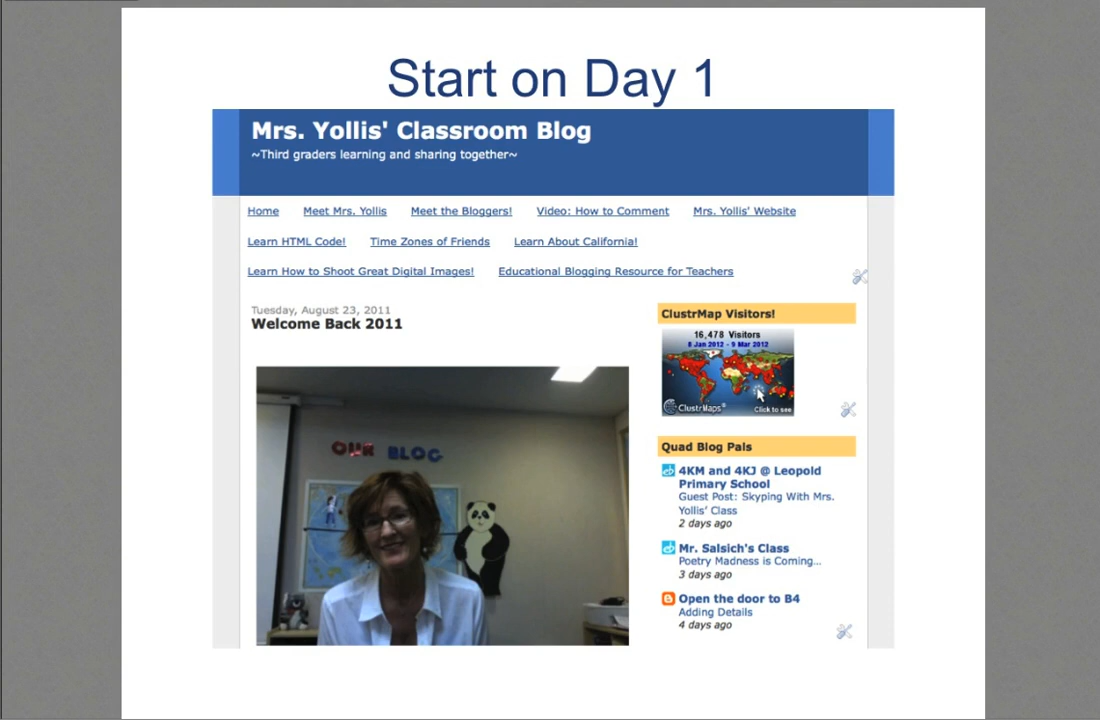 Start on Day 1
Mrs. Yollis' Classroom Blog
~Third graders learning and sharing together~
Home Meet Mrs. Yollis Meet the Bloggers! Video: How to Comment Mrs. Yollis' Website
Learn HTML Code! Time Zones of Friends Learn About California!
Learn How to Shoot Great Digital Images! Educational Blogging Resource for Teachers
Tuesday, August 23, 2011
Welcome Back 2011
OUR BLOG
ClustrMap Visitors!
16,478 Visitors
8 Jan 2012 - 9 Mar 2012
ClustrMaps® Click to see
Quad Blog Pals
4KM and 4KJ @ Leopold
Primary School
Guest Post: Skyping With Mrs.
Yollis' Class
2 days ago
Mr. Salsich's Class
Poetry Madness is Coming...
3 days ago
Open the door to B4
Adding Details
4 days ago